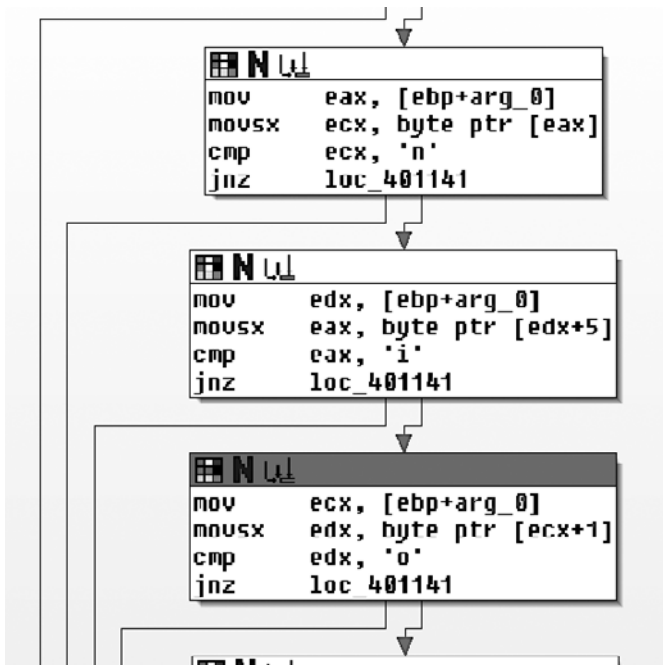 N
mov eax, [ebp+arg_0]
movsx ecx, byte ptr [eax]
cmp ecx, 'n'
jnz loc_401141
N
mov edx, [ebp+arg_0]
movsx eax, byte ptr [edx+5]
cmp eax, 'i'
jnz loc_401141
N
mov ecx, [ebp+arg_0]
movsx edx, byte ptr [ecx+1]
cmp edx, 'o'
jnz loc_401141